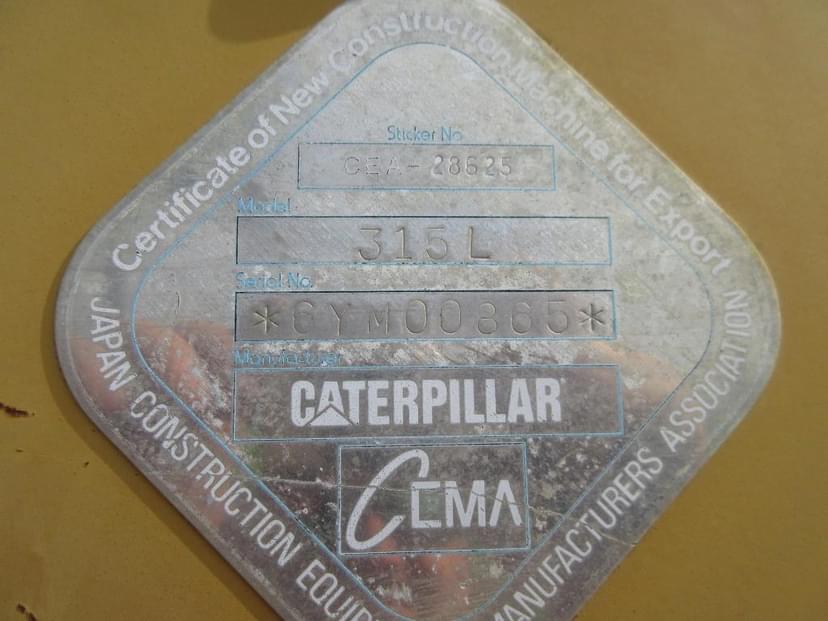 Certificate of New Construction Machine for Export
Sticker No.
CEA-28625
Model
315L
Serial No.
*6YM00865*
Manufacturer
CATERPILLAR
CEMA
JAPAN CONSTRUCTION MANUFACTURERS ASSOCIATION